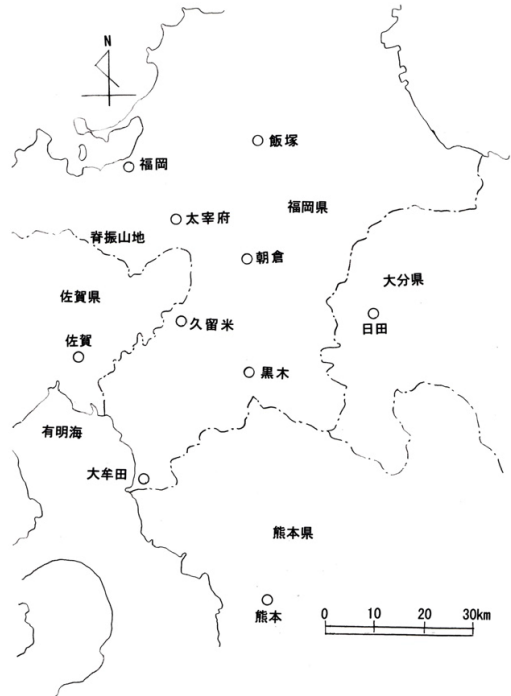 N
飯塚
福岡
福岡県
太宰府
脊振山地
朝倉
大分県
佐賀県
日田
久留米
佐賀
黒木
有明海
大牟田
熊本県
熊本
0 10 20 30km